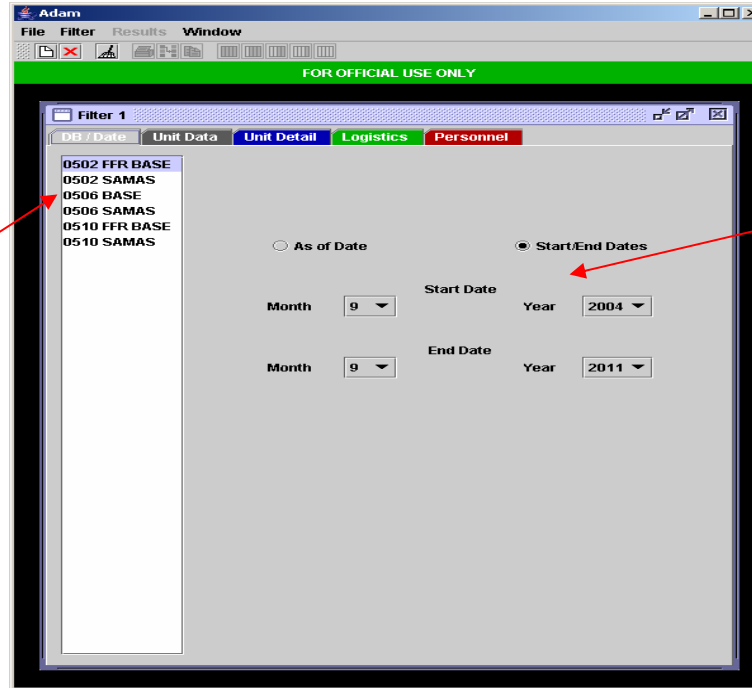 Adam
File Filter Results Window
FOR OFFICIAL USE ONLY
Filter 1
DB / Date Unit Data Unit Detail Logistics Personnel
0502 FFR BASE
0502 SAMAS
0506 BASE
0506 SAMAS
0510 FFR BASE
0510 SAMAS
As of Date Start/End Dates
Start Date
Month 9 Year 2004
End Date
Month 9 Year 2011